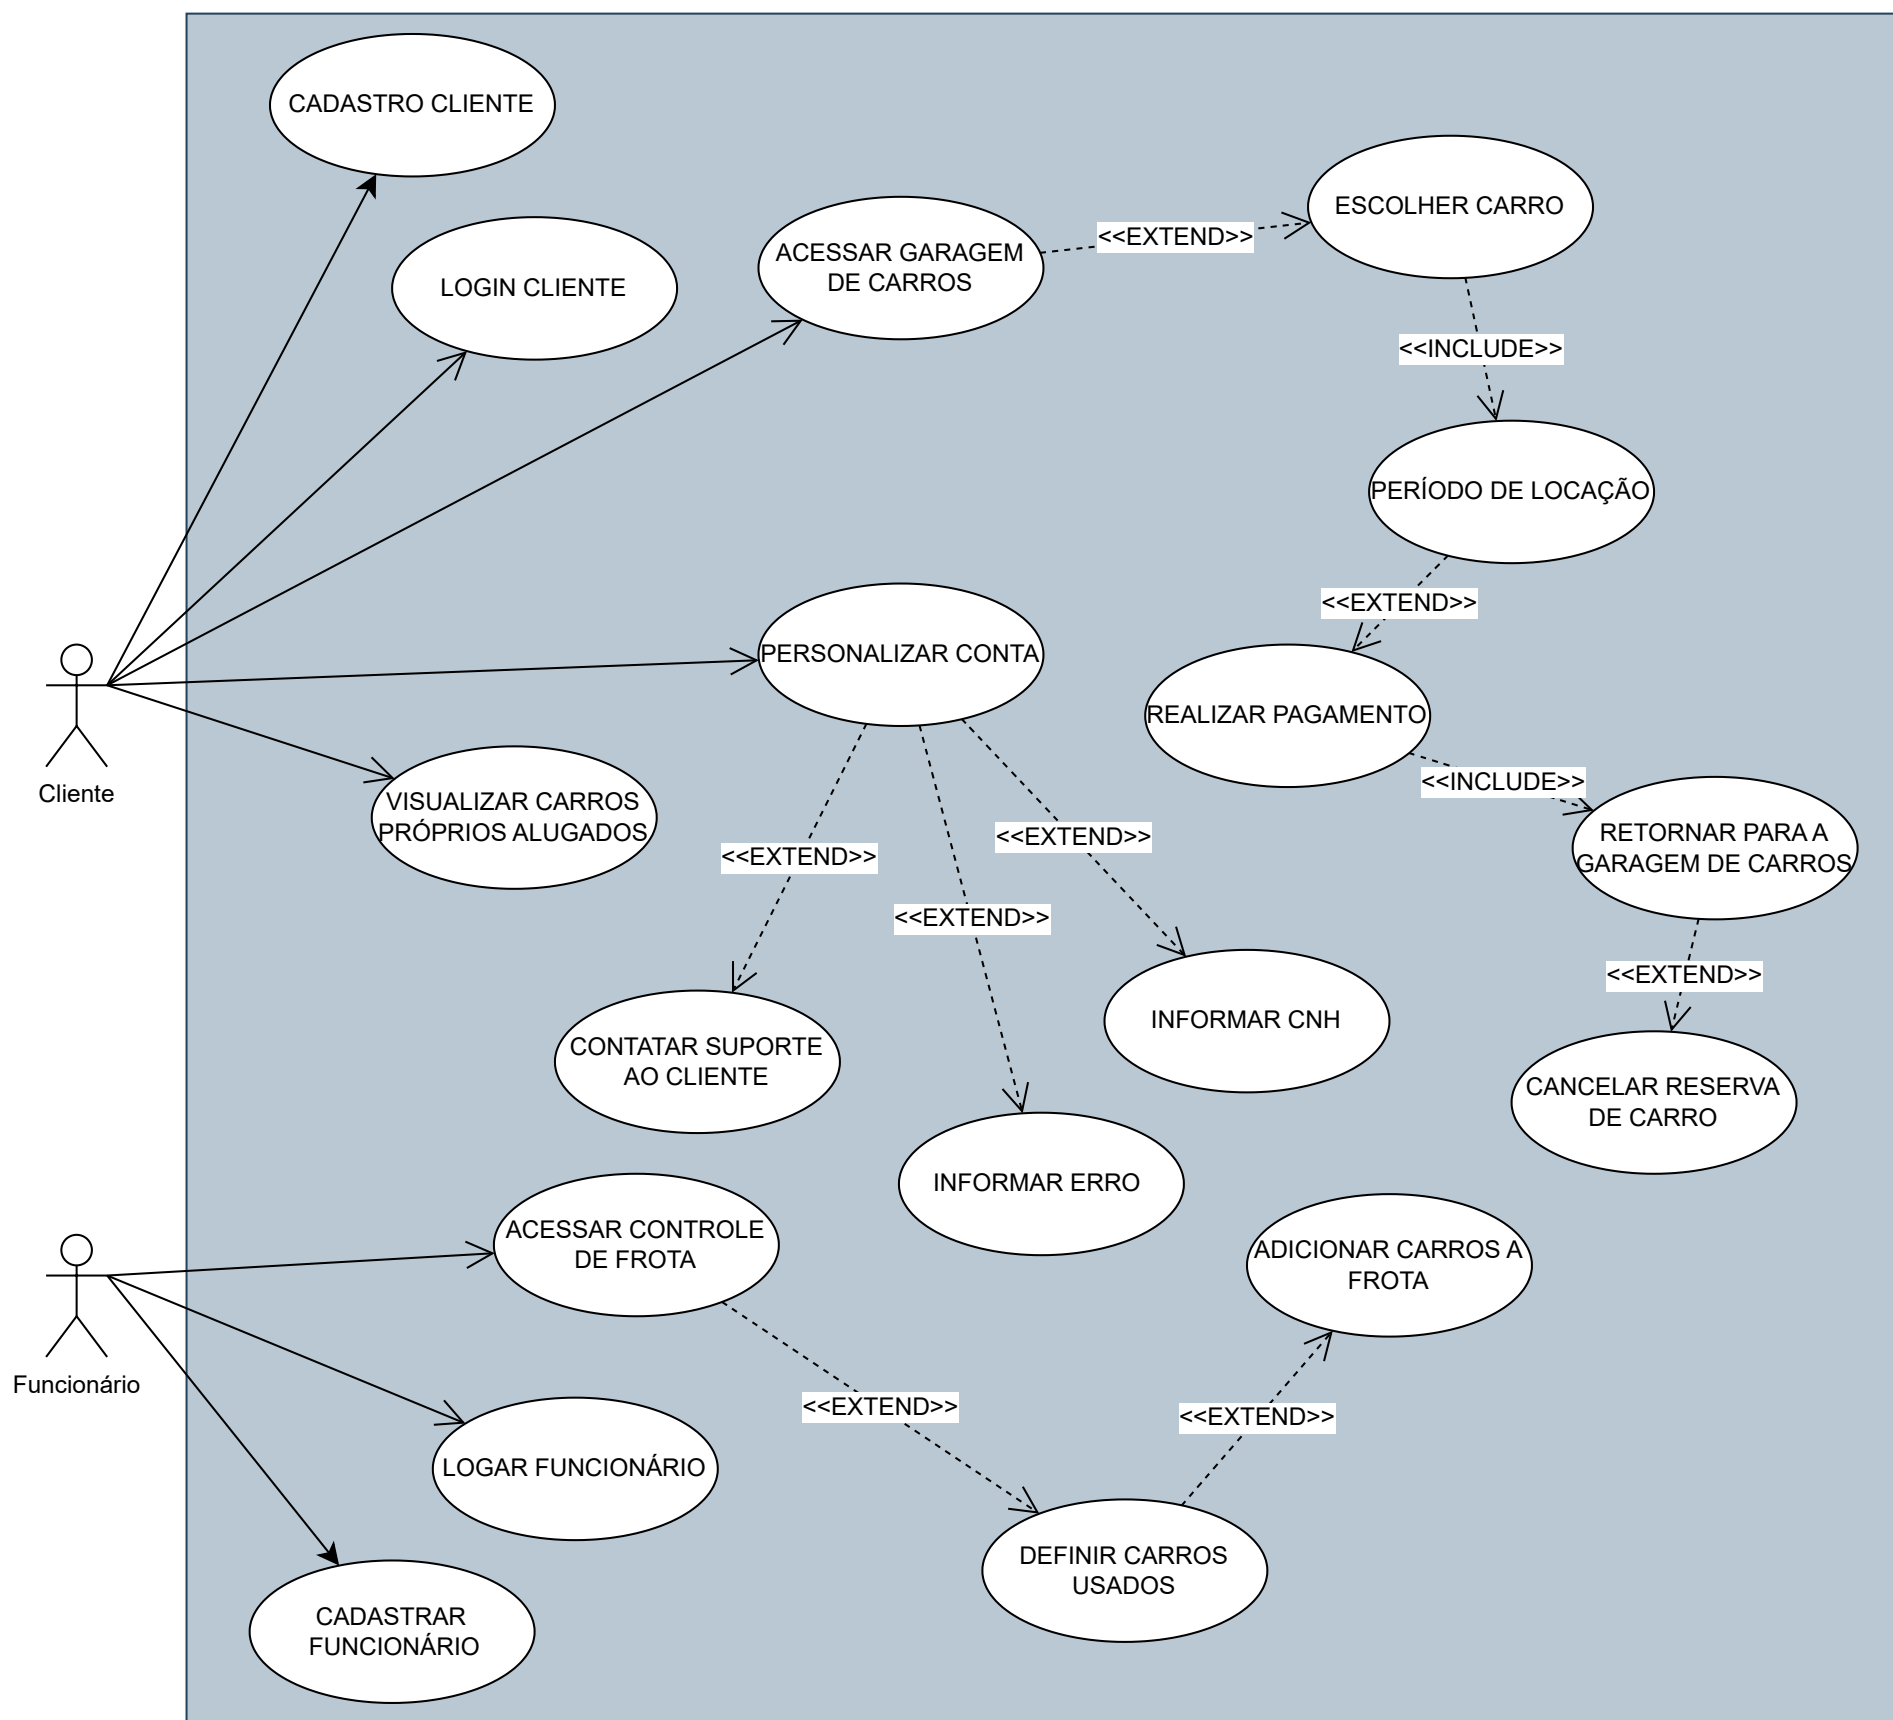 CADASTRO CLIENTE
LOGIN CLIENTE
ACESSAR GARAGEM
DE CARROS
<<EXTEND>>
ESCOLHER CARRO
<<INCLUDE>>
PERÍODO DE LOCAÇÃO
<<EXTEND>>
REALIZAR PAGAMENTO
<<INCLUDE>>
RETORNAR PARA A
GARAGEM DE CARROS
<<EXTEND>>
CANCELAR RESERVA
DE CARRO
PERSONALIZAR CONTA
Cliente
VISUALIZAR CARROS
PRÓPRIOS ALUGADOS
<<EXTEND>>
<<EXTEND>>
<<EXTEND>>
CONTATAR SUPORTE
AO CLIENTE
INFORMAR CNH
INFORMAR ERRO
ACESSAR CONTROLE
DE FROTA
ADICIONAR CARROS A
FROTA
Funcionário
<<EXTEND>>
<<EXTEND>>
LOGAR FUNCIONÁRIO
DEFINIR CARROS
USADOS
CADASTRAR
FUNCIONÁRIO